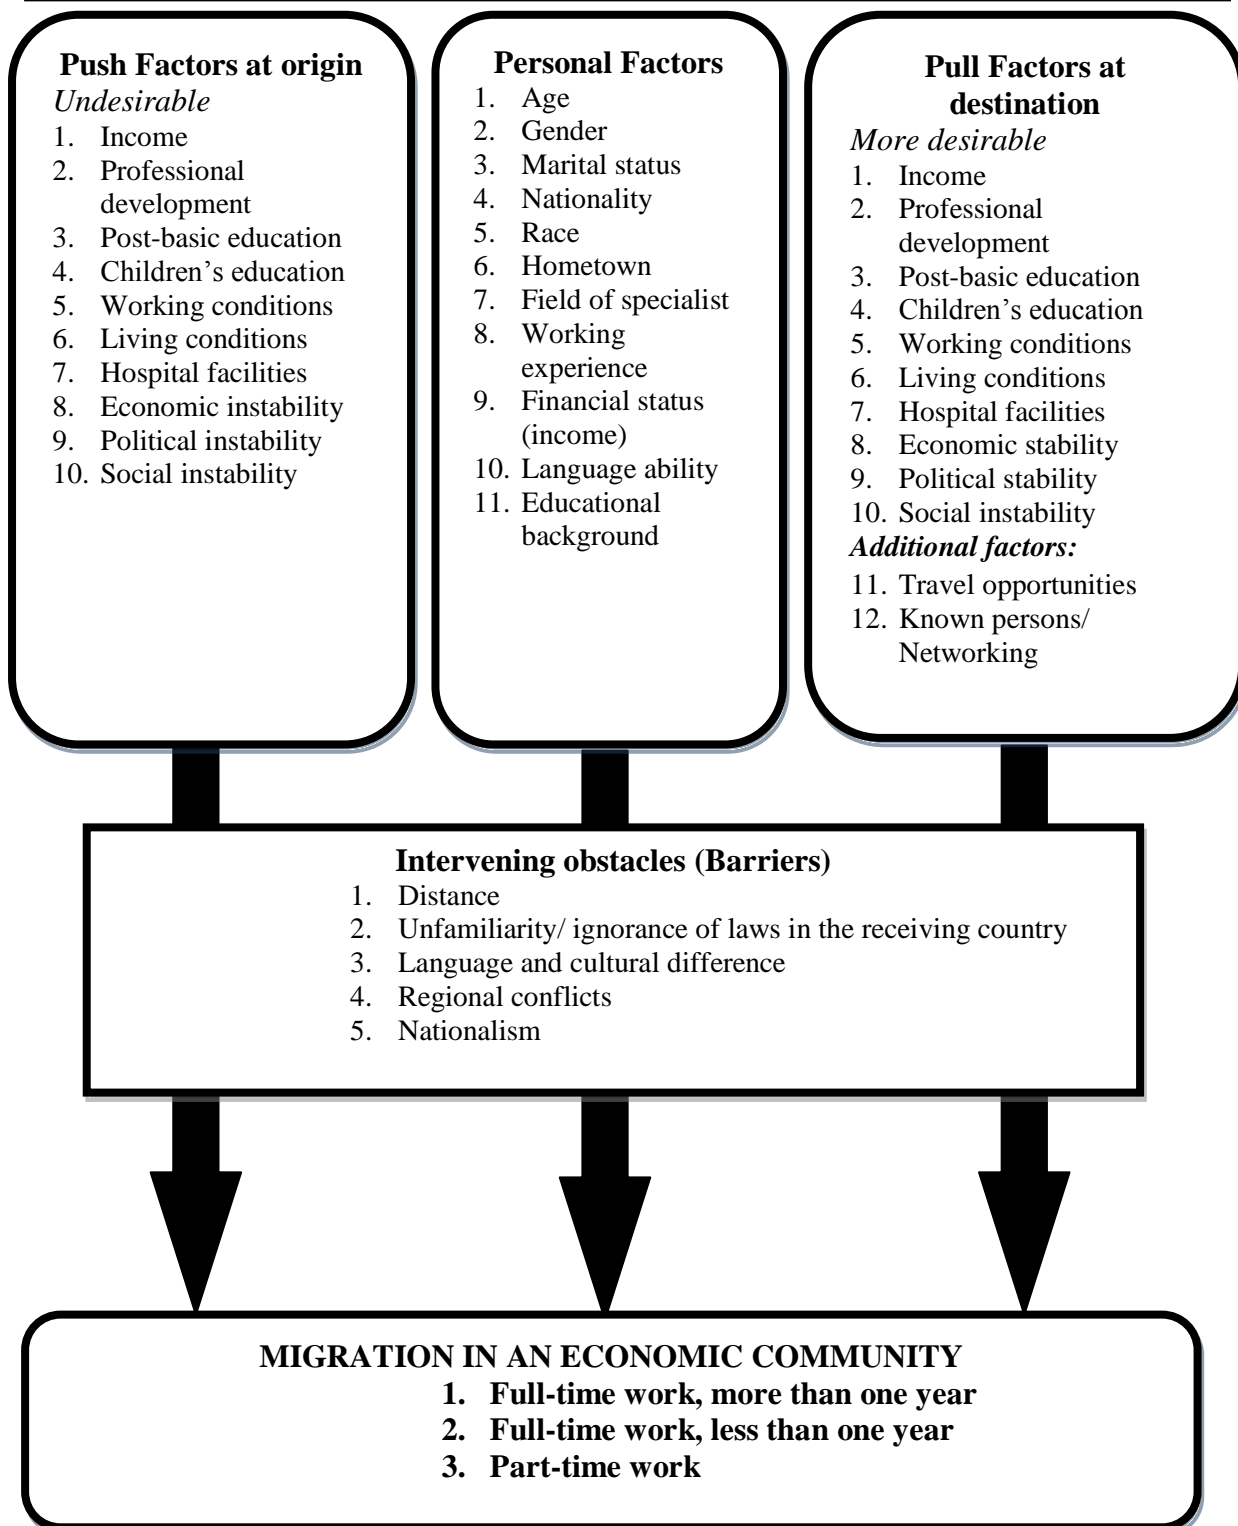 Push Factors at origin
Undesirable
1. Income
2. Professional
development
3. Post-basic education
4. Children’s education
5. Working conditions
6. Living conditions
7. Hospital facilities
8. Economic instability
9. Political instability
10. Social instability
Personal Factors
1. Age
2. Gender
3. Marital status
4. Nationality
5. Race
6. Hometown
7. Field of specialist
8. Working
experience
9. Financial status
(income)
10. Language ability
11. Educational
background
Pull Factors at
destination
More desirable
1. Income
2. Professional
development
3. Post-basic education
4. Children’s education
5. Working conditions
6. Living conditions
7. Hospital facilities
8. Economic stability
9. Political stability
10. Social instability
Additional factors:
11. Travel opportunities
12. Known persons/
Networking
Intervening obstacles (Barriers)
1. Distance
2. Unfamiliarity/ ignorance of laws in the receiving country
3. Language and cultural difference
4. Regional conflicts
5. Nationalism
MIGRATION IN AN ECONOMIC COMMUNITY
1. Full-time work, more than one year
2. Full-time work, less than one year
3. Part-time work